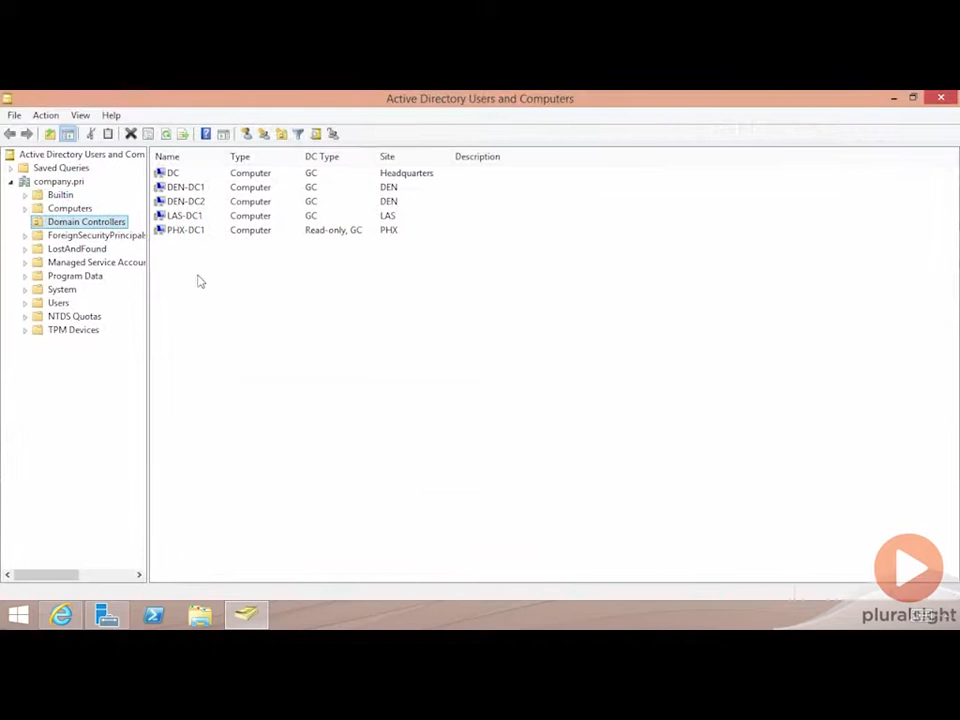 Active Directory Users and Computers
File Action View Help
Active Directory Users and Com
Saved Queries
company.pri
Builtin
Computers
Domain Controllers
ForeignSecurityPrincipals
LostAndFound
Managed Service Accour
Program Data
System
Users
NTDS Quotas
TPM Devices
Name Type DC Type Site Description
DC Computer GC Headquarters
DEN-DC1 Computer GC DEN
DEN-DC2 Computer GC DEN
LAS-DC1 Computer GC LAS
PHX-DC1 Computer Read-only, GC PHX
pluralsight